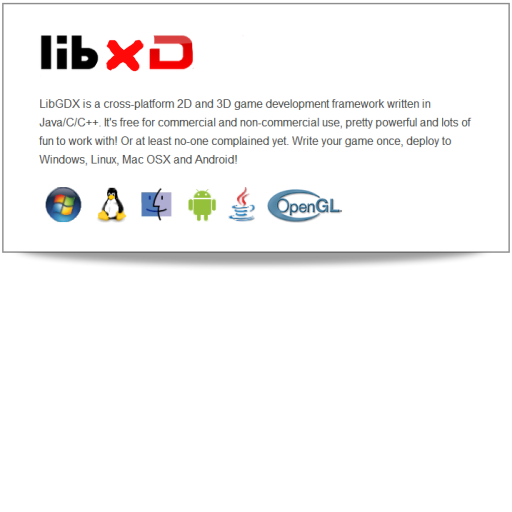 lib XD
LibGDX is a cross-platform 2D and 3D game development framework written in
Java/C/C++. It's free for commercial and non-commercial use, pretty powerful and lots of
fun to work with! Or at least no-one complained yet. Write your game once, deploy to
Windows, Linux, Mac OSX and Android!
OpenGL